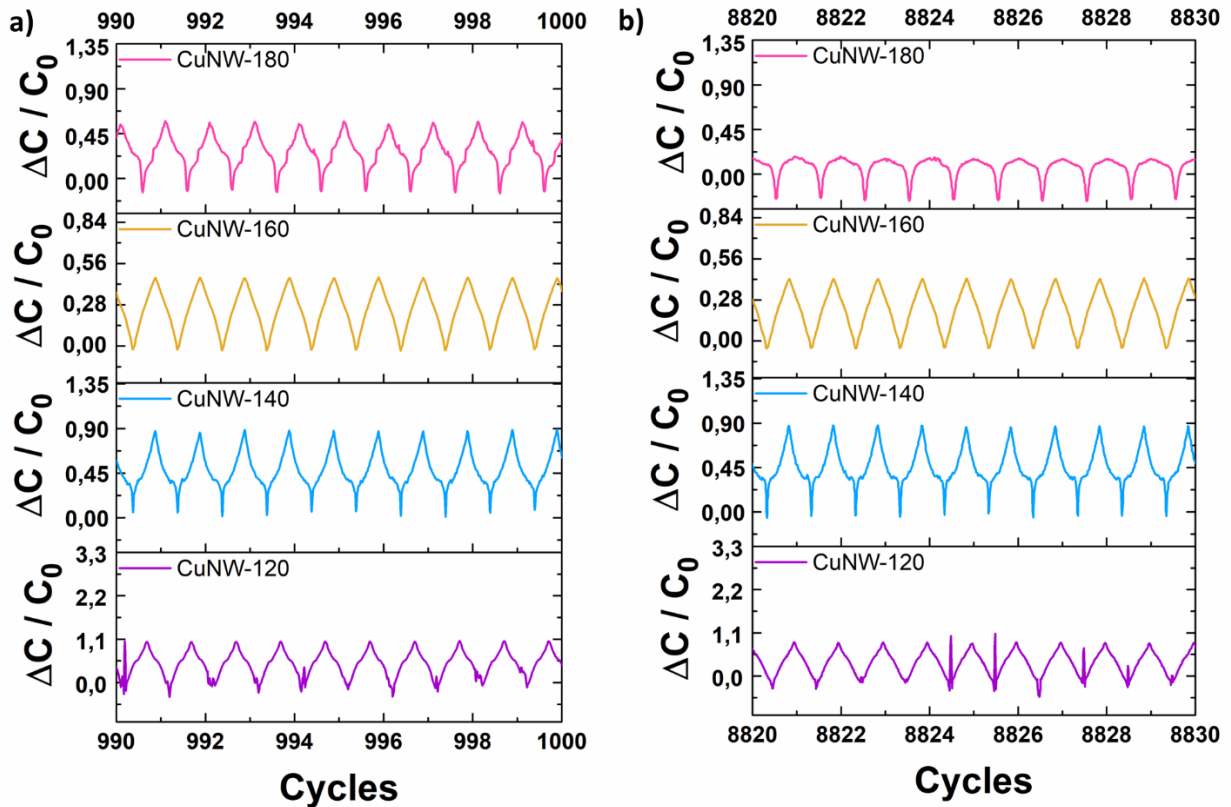 a)
990 992 994 996 998 1000
ΔC / C0
1,35
0,90
0,45
0,00
CuNW-180
ΔC / C0
0,84
0,56
0,28
0,00
CuNW-160
ΔC / C0
1,35
0,90
0,45
0,00
CuNW-140
ΔC / C0
3,3
2,2
1,1
0,0
CuNW-120
990 992 994 996 998 1000
Cycles
b)
8820 8822 8824 8826 8828 8830
ΔC / C0
1,35
0,90
0,45
0,00
CuNW-180
ΔC / C0
0,84
0,56
0,28
0,00
CuNW-160
ΔC / C0
1,35
0,90
0,45
0,00
CuNW-140
ΔC / C0
3,3
2,2
1,1
0,0
CuNW-120
8820 8822 8824 8826 8828 8830
Cycles